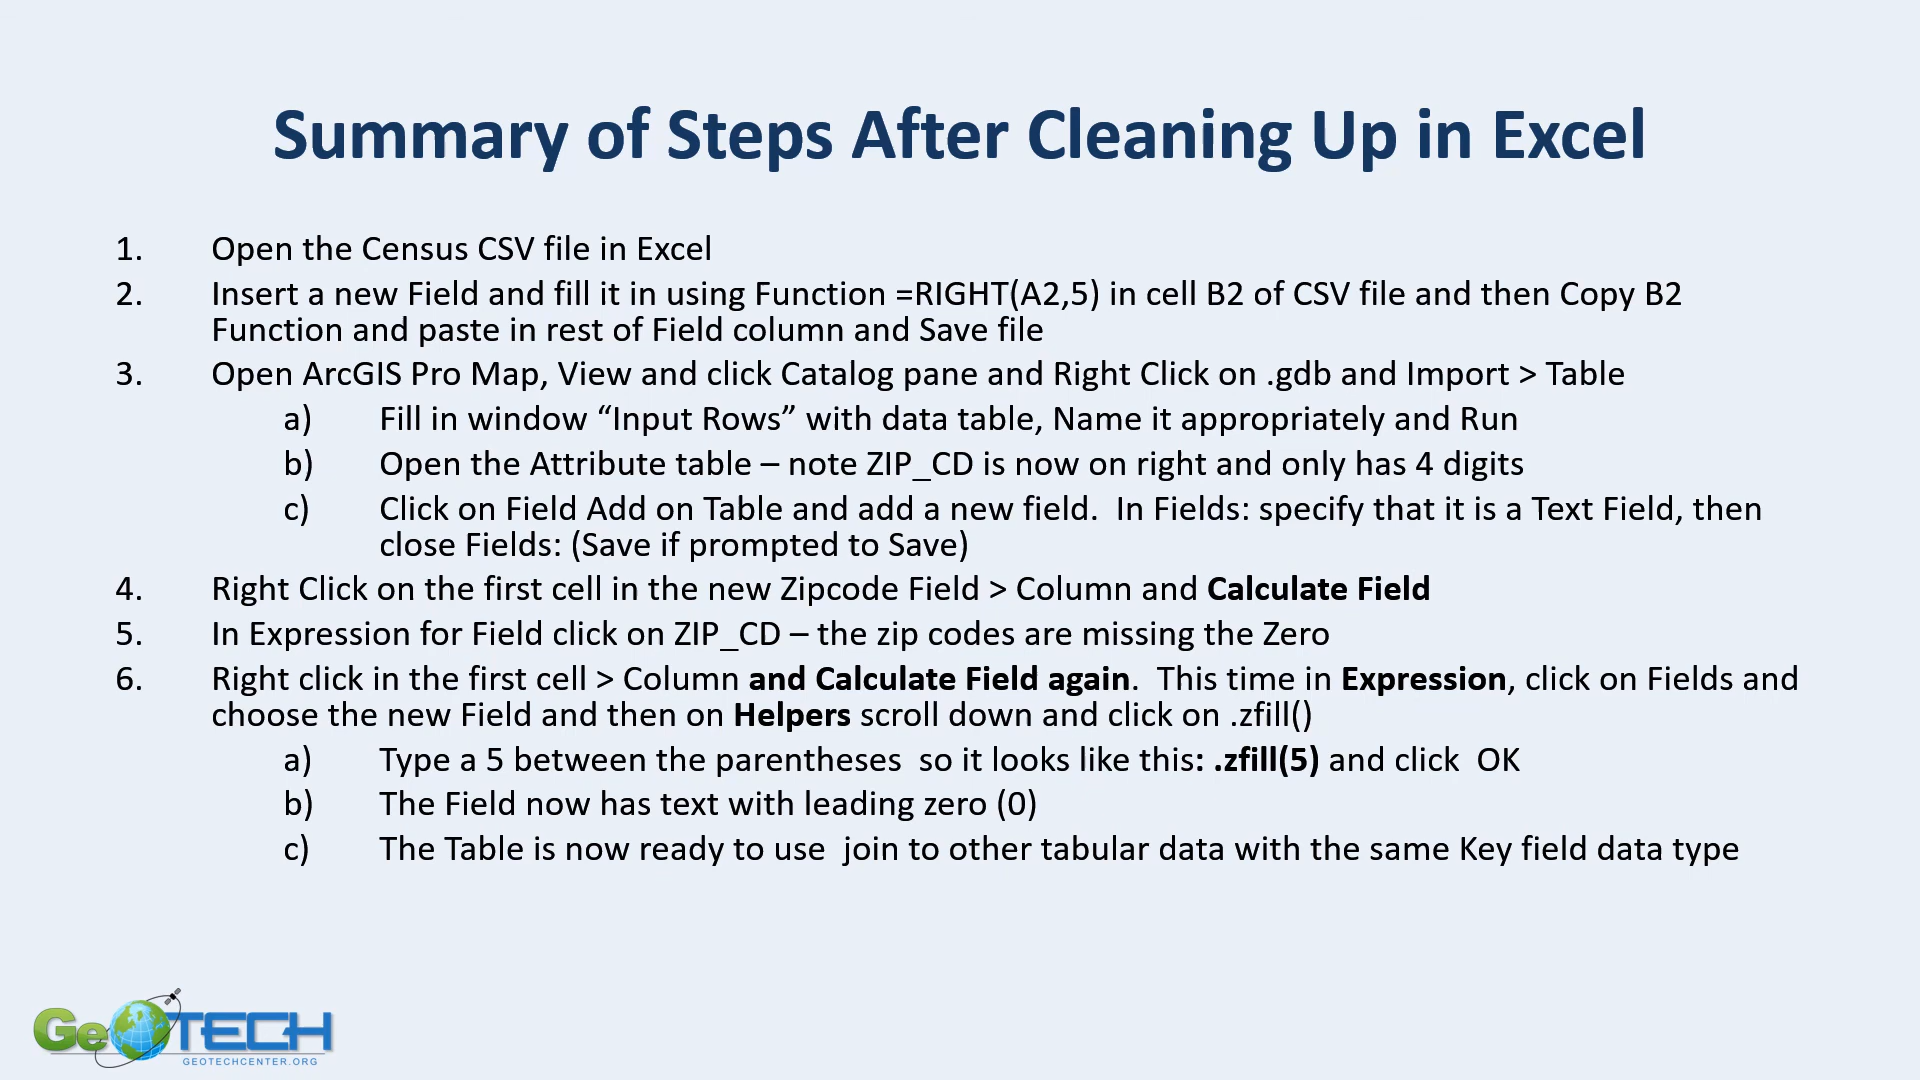 Summary of Steps After Cleaning Up in Excel
1. Open the Census CSV file in Excel
2. Insert a new Field and fill it in using Function =RIGHT(A2,5) in cell B2 of CSV file and then Copy B2
Function and paste in rest of Field column and Save file
3. Open ArcGIS Pro Map, View and click Catalog pane and Right Click on .gdb and Import > Table
a) Fill in window “Input Rows” with data table, Name it appropriately and Run
b) Open the Attribute table – note ZIP_CD is now on right and only has 4 digits
c) Click on Field Add on Table and add a new field.  In Fields: specify that it is a Text Field, then
close Fields: (Save if prompted to Save)
4. Right Click on the first cell in the new Zipcode Field > Column and Calculate Field
5. In Expression for Field click on ZIP_CD – the zip codes are missing the Zero
6. Right click in the first cell > Column and Calculate Field again.  This time in Expression, click on Fields and
choose the new Field and then on Helpers scroll down and click on .zfill()
a) Type a 5 between the parentheses  so it looks like this: .zfill(5) and click  OK
b) The Field now has text with leading zero (0)
c) The Table is now ready to use  join to other tabular data with the same Key field data type
GeoTECH
GEOTECHCENTER.ORG